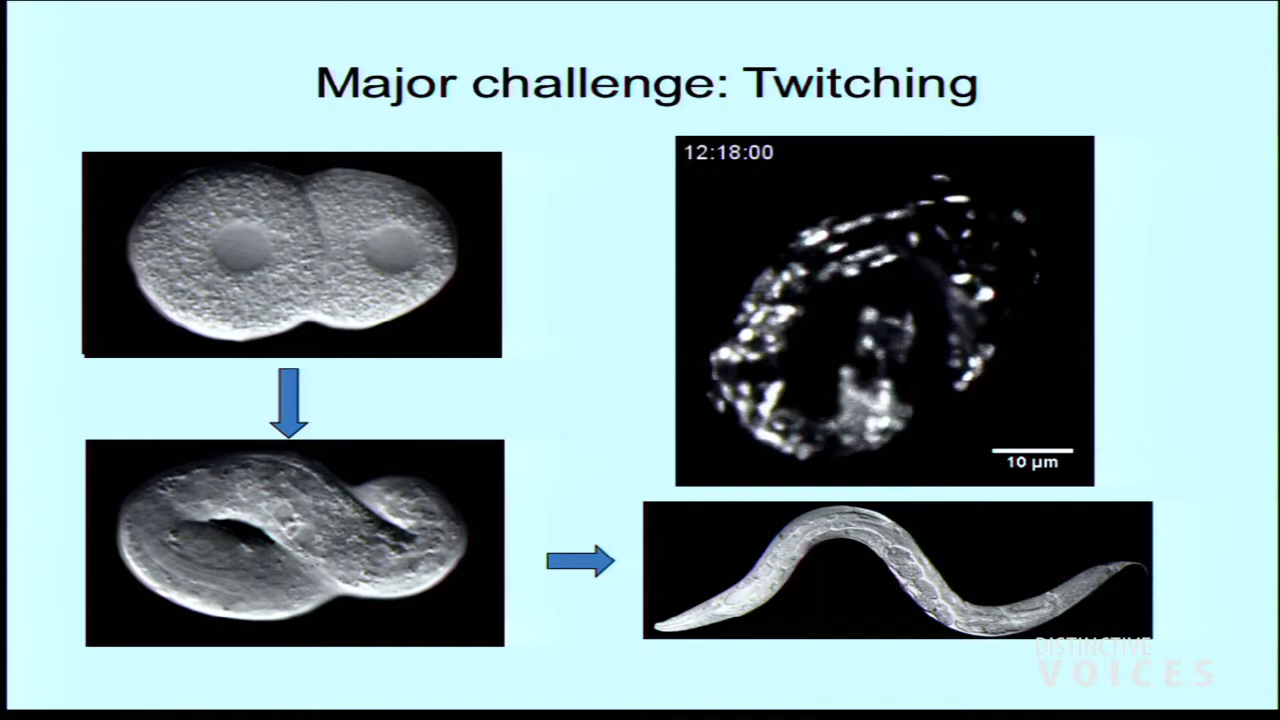 Major challenge: Twitching
12:18:00
10 µm
DISTINCTIVE
VOICES